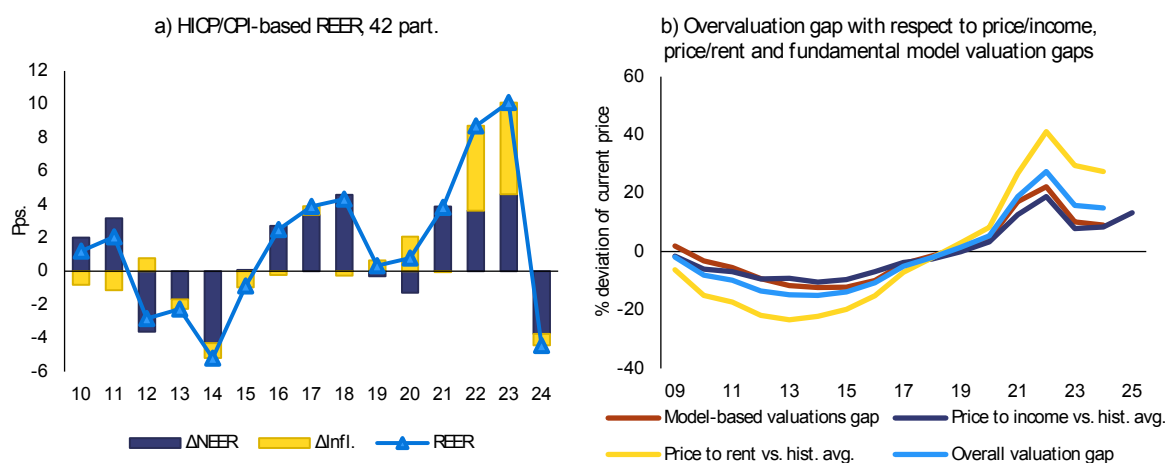 a) HICP/CPI-based REER, 42 part.
Pps.
12
10
8
6
4
2
0
-2
-4
-6
10 11 12 13 14 15 16 17 18 19 20 21 22 23 24
ΔNEER ΔInfl. REER
b) Overvaluation gap with respect to price/income,
price/rent and fundamental model valuation gaps
% deviation of current price
60
40
20
0
-20
-40
09 11 13 15 17 19 21 23 25
Model-based valuations gap Price to income vs. hist. avg.
Price to rent vs. hist. avg. Overall valuation gap